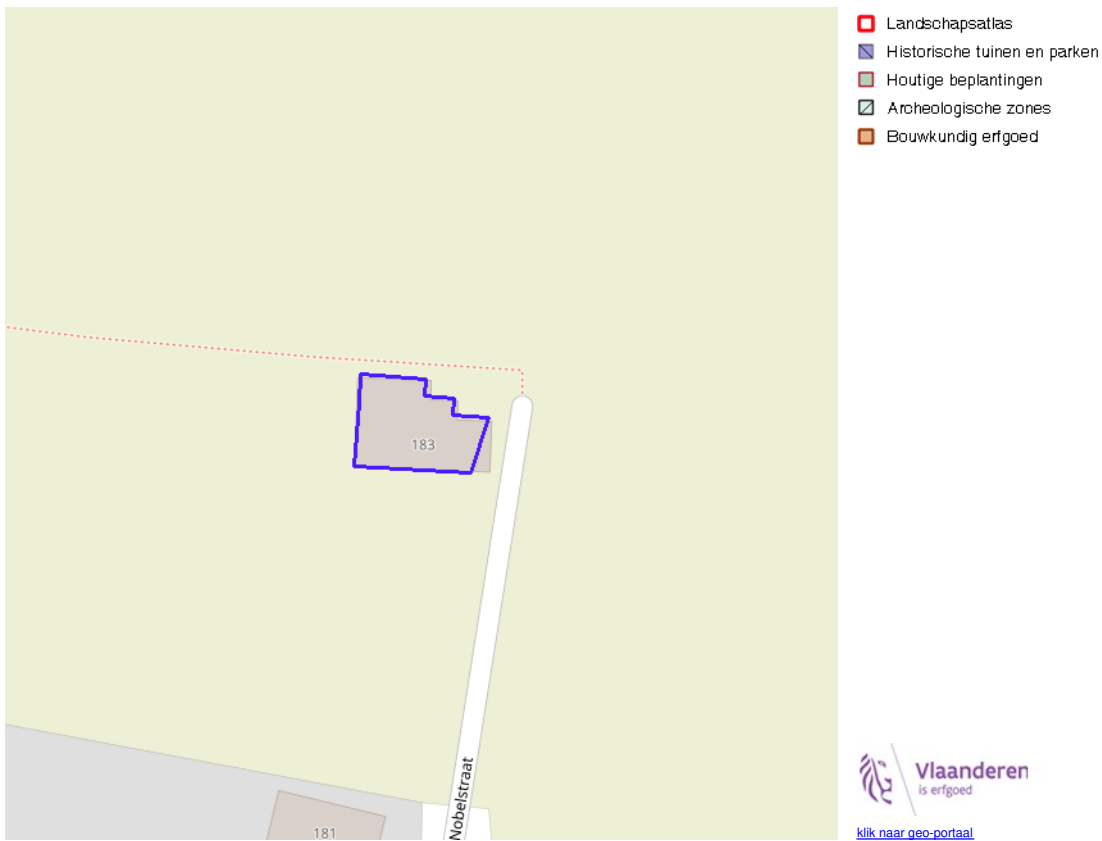 Landschapsatlas
Historische tuinen en parken
Houtige beplantingen
Archeologische zones
Bouwkundig erfgoed
183
Nobelstraat
181
Vlaanderen
is erfgoed
klik naar geo-portaal